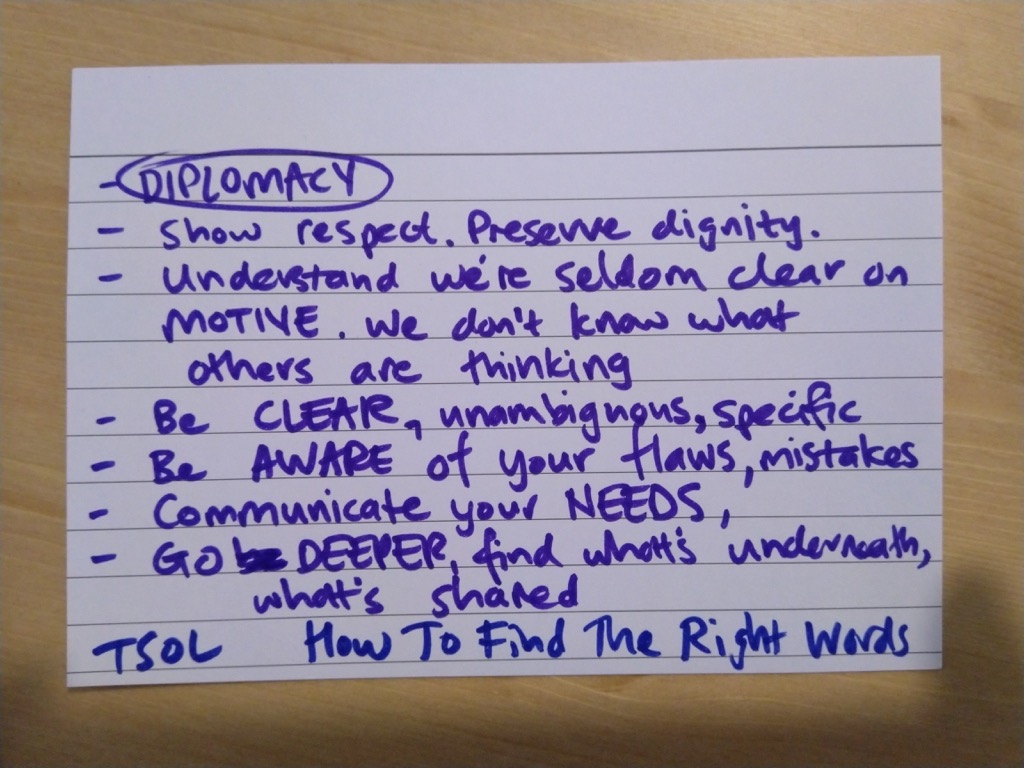 - DIPLOMACY
- Show respect. Preserve dignity.
- Understand we're seldom clear on
MOTIVE. We don't know what
others are thinking
- Be CLEAR, unambiguous, specific
- Be AWARE of your flaws, mistakes
- Communicate your NEEDS,
- GO DEEPER, find what's underneath,
what's shared
TSOL How To Find The Right Words